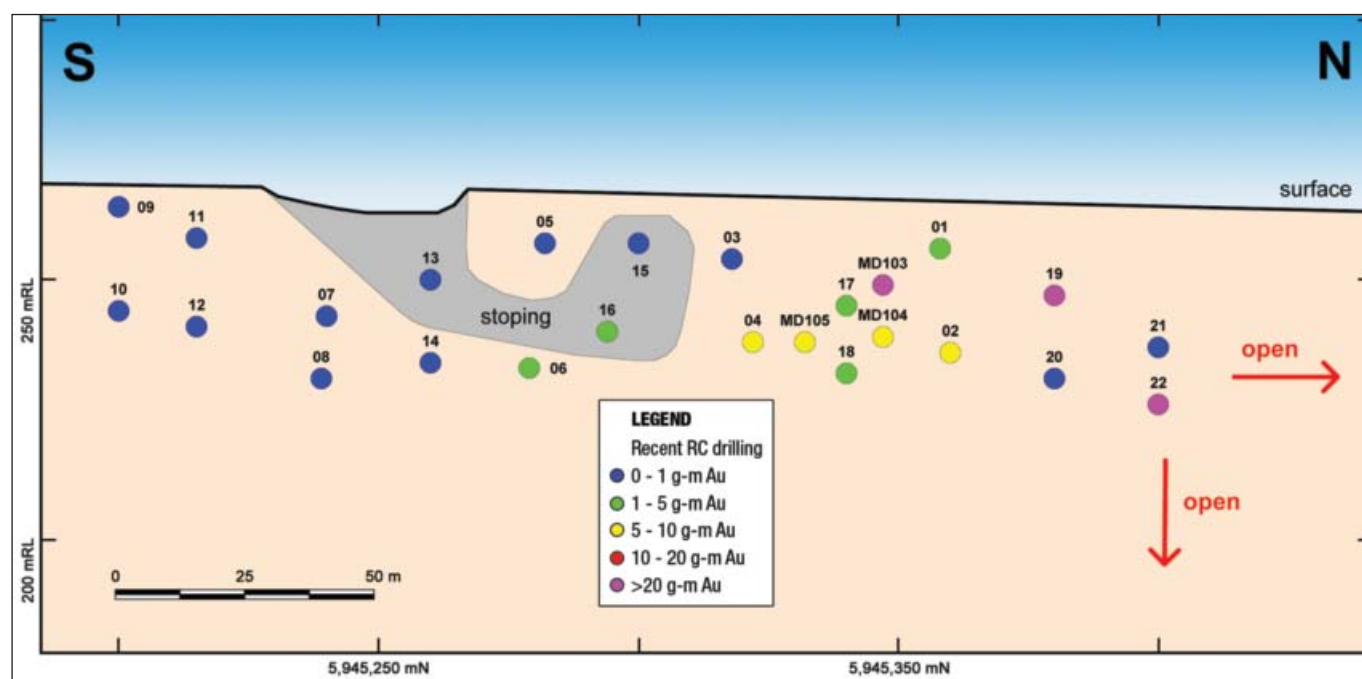 S
N
surface
09
11
05
03
01
13
15
MD103
19
10
12
07
16
17
stoping
04
MD105
MD104
02
21
08
14
06
18
20
22
open
open
250 mRL
200 mRL
LEGEND
Recent RC drilling
0 - 1 g-m Au
1 - 5 g-m Au
5 - 10 g-m Au
10 - 20 g-m Au
>20 g-m Au
0 25 50 m
5,945,250 mN
5,945,350 mN